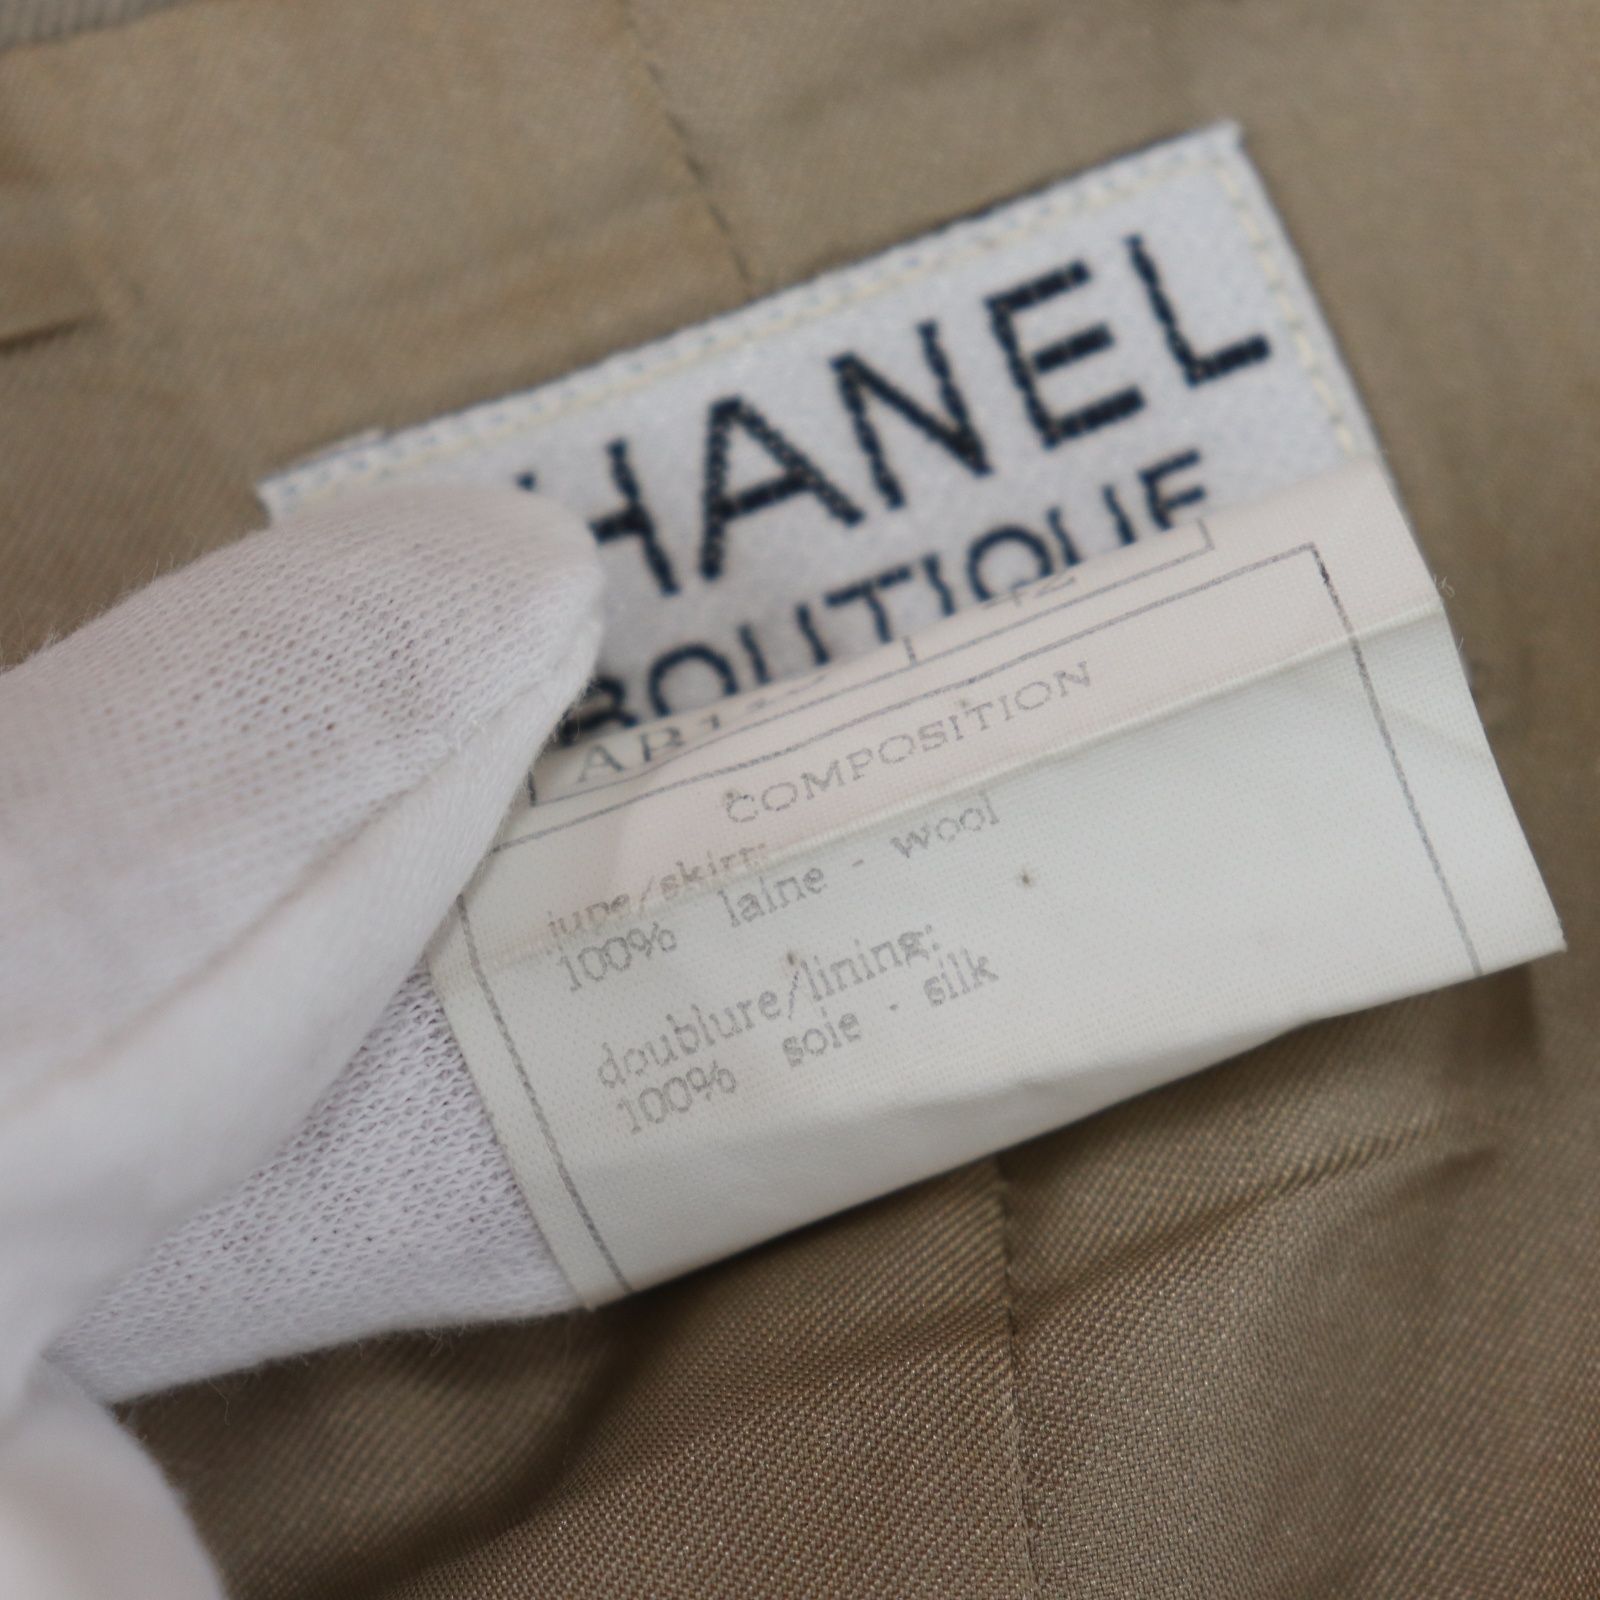 HANEL
BOUTIQUE
COMPOSITION
jupe/skirt:
100% laine - wool
doublure/lining:
100% soie - silk